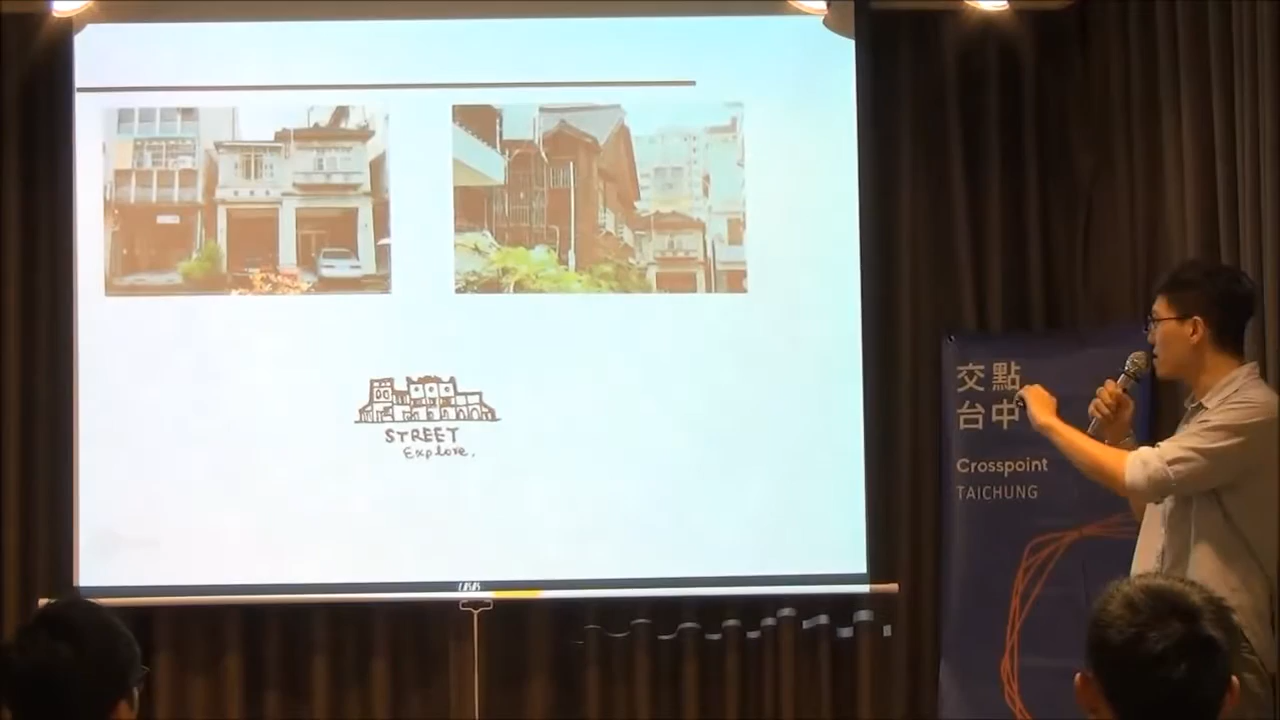 STREET
Explore.
交點
台中
Crosspoint
TAICHUNG